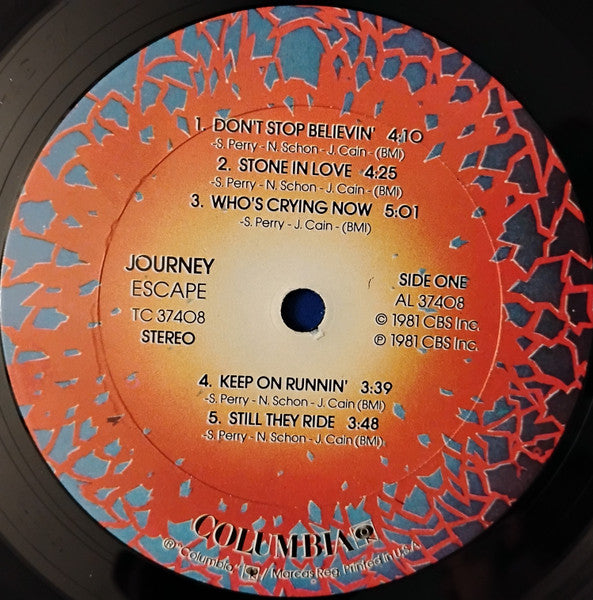 1. DON'T STOP BELIEVIN' 4:10
-S. Perry - N. Schon - J. Cain - (BMI)
2. STONE IN LOVE 4:25
-S. Perry - N. Schon - J. Cain - (BMI)
3. WHO'S CRYING NOW 5:01
-S. Perry - J. Cain - (BMI)
JOURNEY
ESCAPE
TC 37408
STEREO
SIDE ONE
AL 37408
© 1981 CBS Inc.
℗ 1981 CBS Inc.
4. KEEP ON RUNNIN' 3:39
-S. Perry - N. Schon - J. Cain (BMI)
5. STILL THEY RIDE 3:48
-S. Perry - N. Schon - J. Cain (BMI)
COLUMBIA
®"Columbia" / Marcas Reg. Printed in U.S.A.